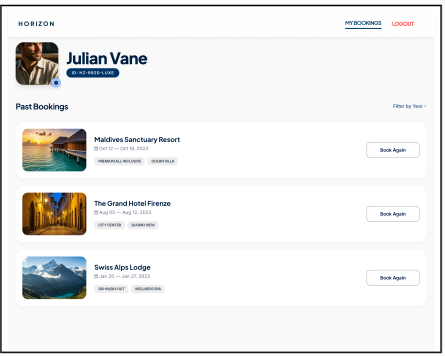 HORIZON
MY BOOKINGS
LOGOUT
Julian Vane
ID: HZ-9920-LUXE
Past Bookings
Filter by Year
Maldives Sanctuary Resort
Oct 12 — Oct 19, 2023
PREMIUM ALL-INCLUSIVE
OCEAN VILLA
Book Again
The Grand Hotel Firenze
Aug 05 — Aug 12, 2023
CITY CENTER
DUOMO VIEW
Book Again
Swiss Alps Lodge
Jan 20 — Jan 27, 2023
SKI-IN/SKI-OUT
WELLNESS SPA
Book Again